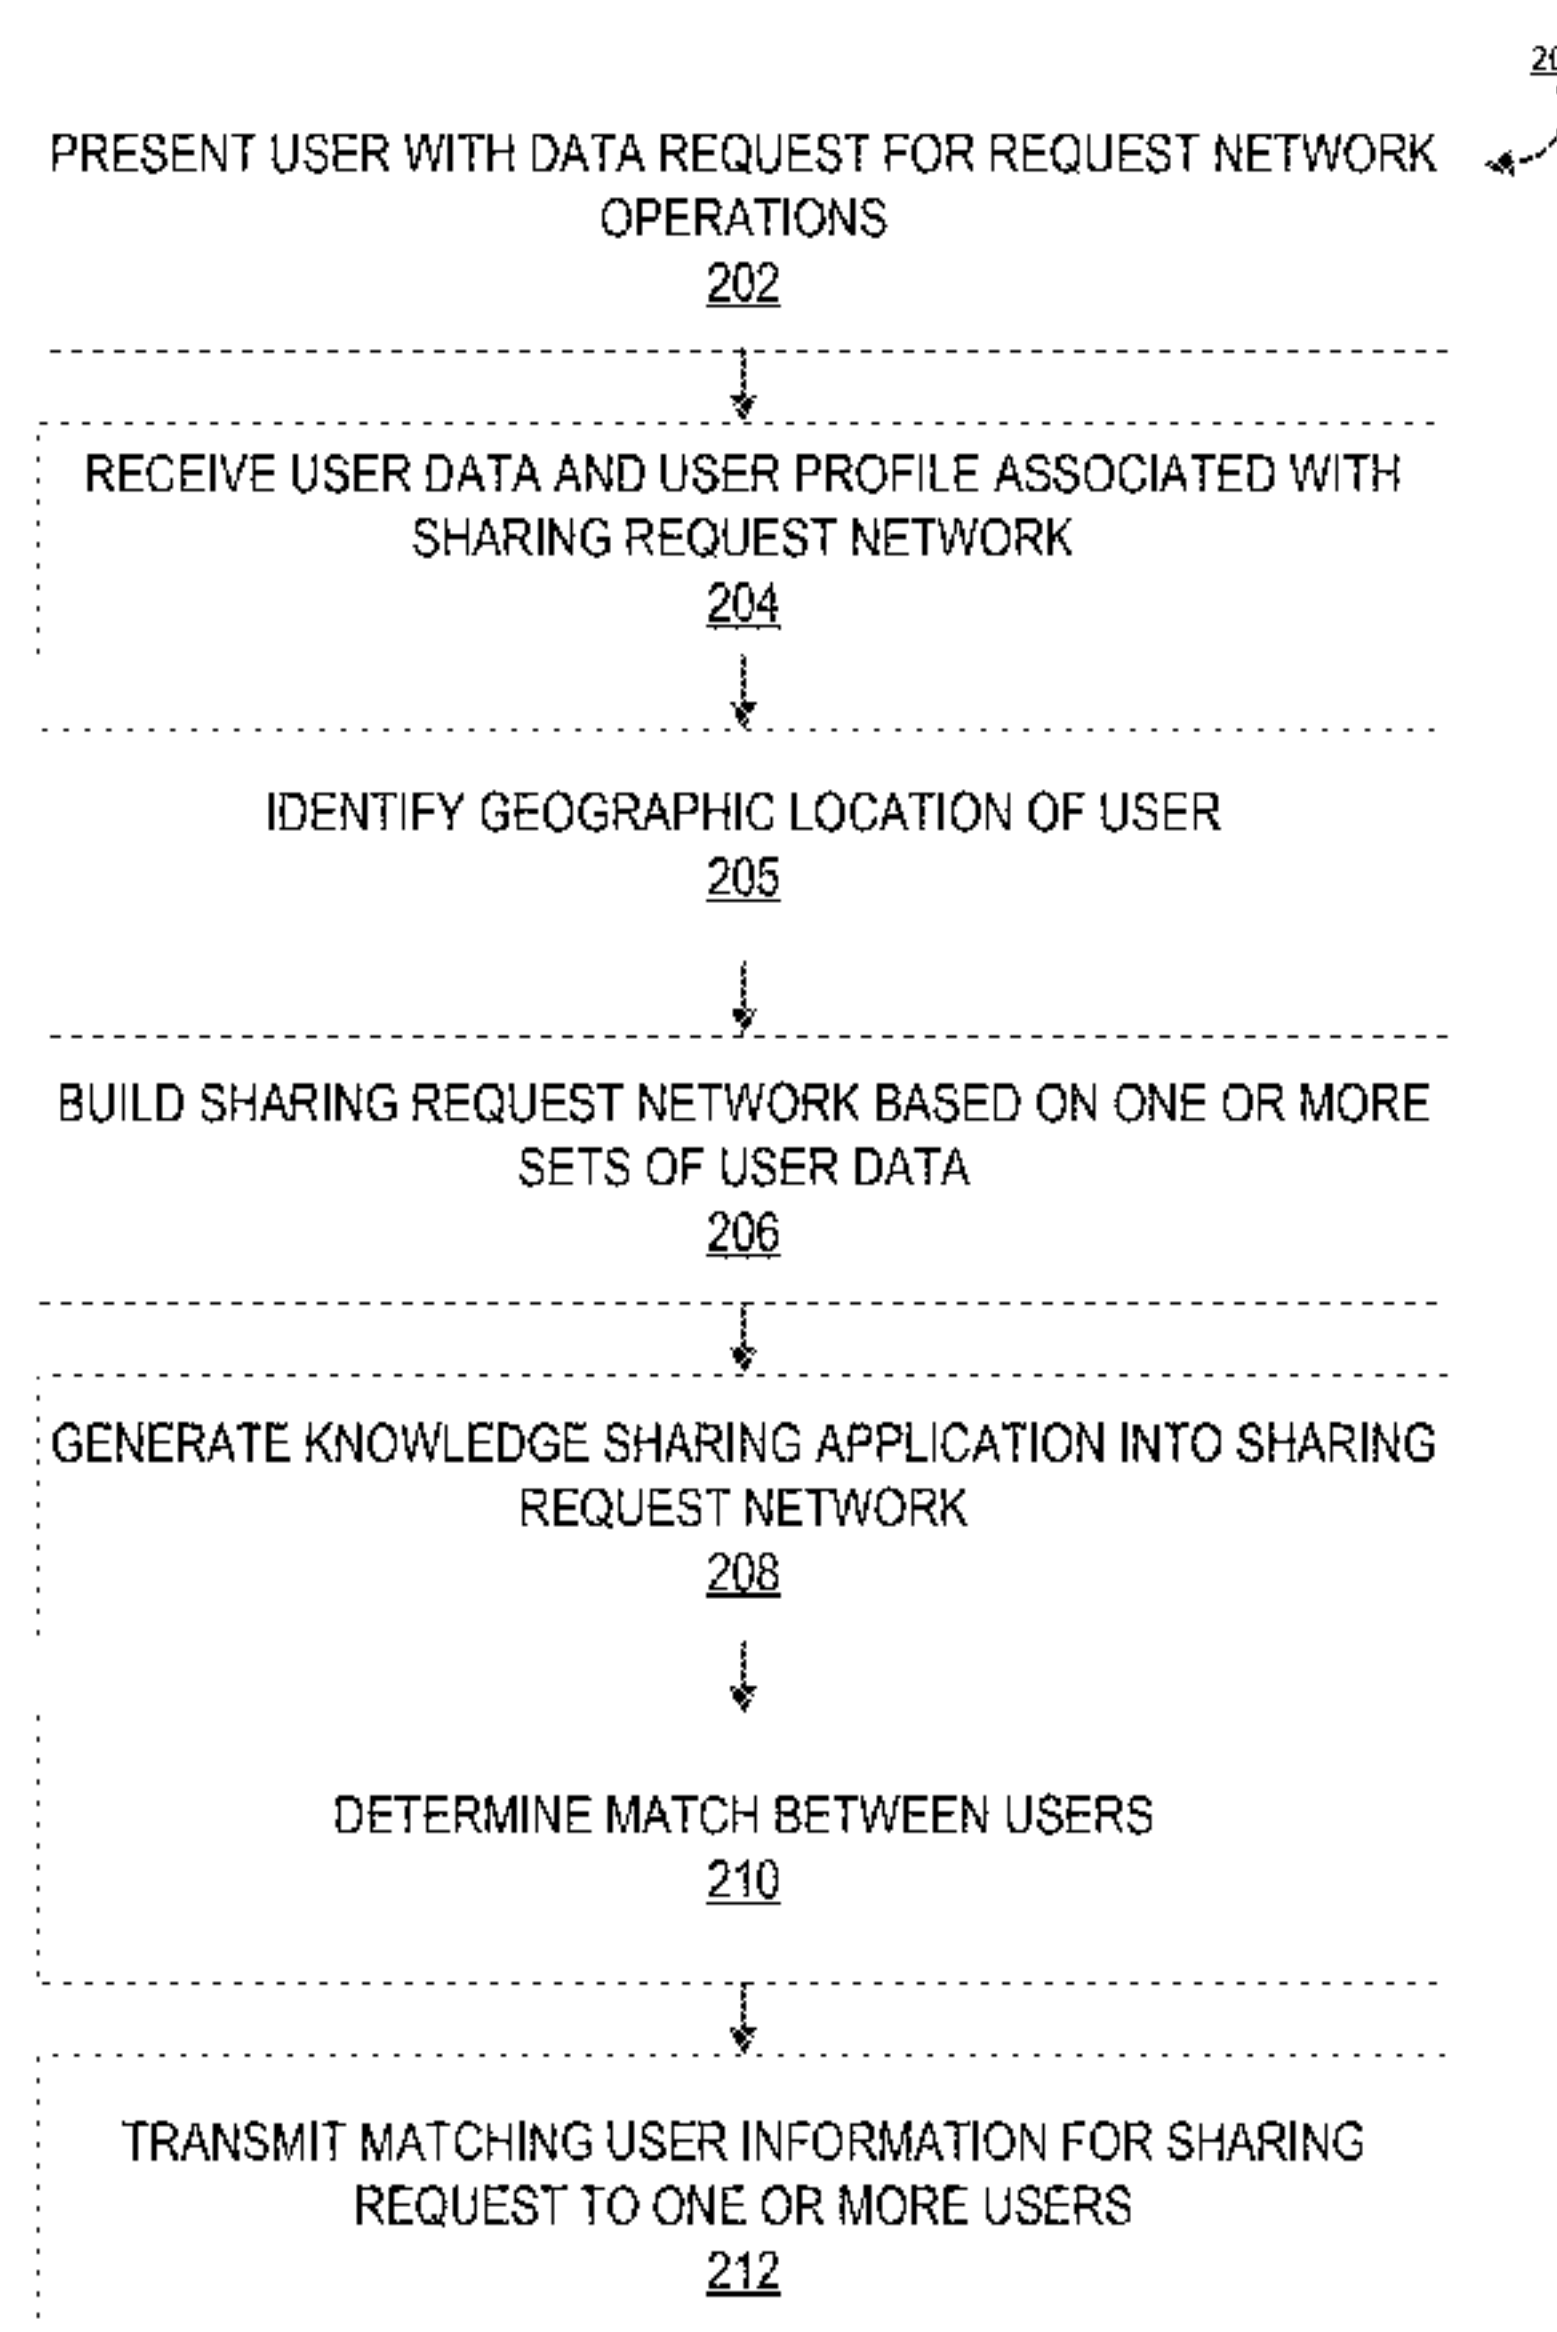 PRESENT USER WITH DATA REQUEST FOR REQUEST NETWORK
OPERATIONS
202
RECEIVE USER DATA AND USER PROFILE ASSOCIATED WITH
SHARING REQUEST NETWORK
204
IDENTIFY GEOGRAPHIC LOCATION OF USER
205
BUILD SHARING REQUEST NETWORK BASED ON ONE OR MORE
SETS OF USER DATA
206
GENERATE KNOWLEDGE SHARING APPLICATION INTO SHARING
REQUEST NETWORK
208
DETERMINE MATCH BETWEEN USERS
210
TRANSMIT MATCHING USER INFORMATION FOR SHARING
REQUEST TO ONE OR MORE USERS
212